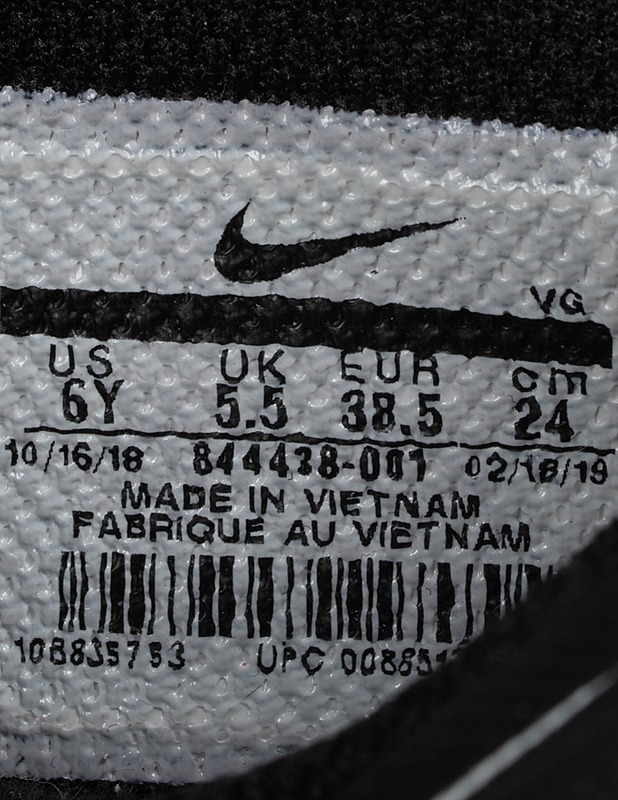 VG
US UK EUR cm
6Y 5.5 38.5 24
10/16/18 844438-001 02/18/19
MADE IN VIETNAM
FABRIQUE AU VIETNAM
108835753 UPC